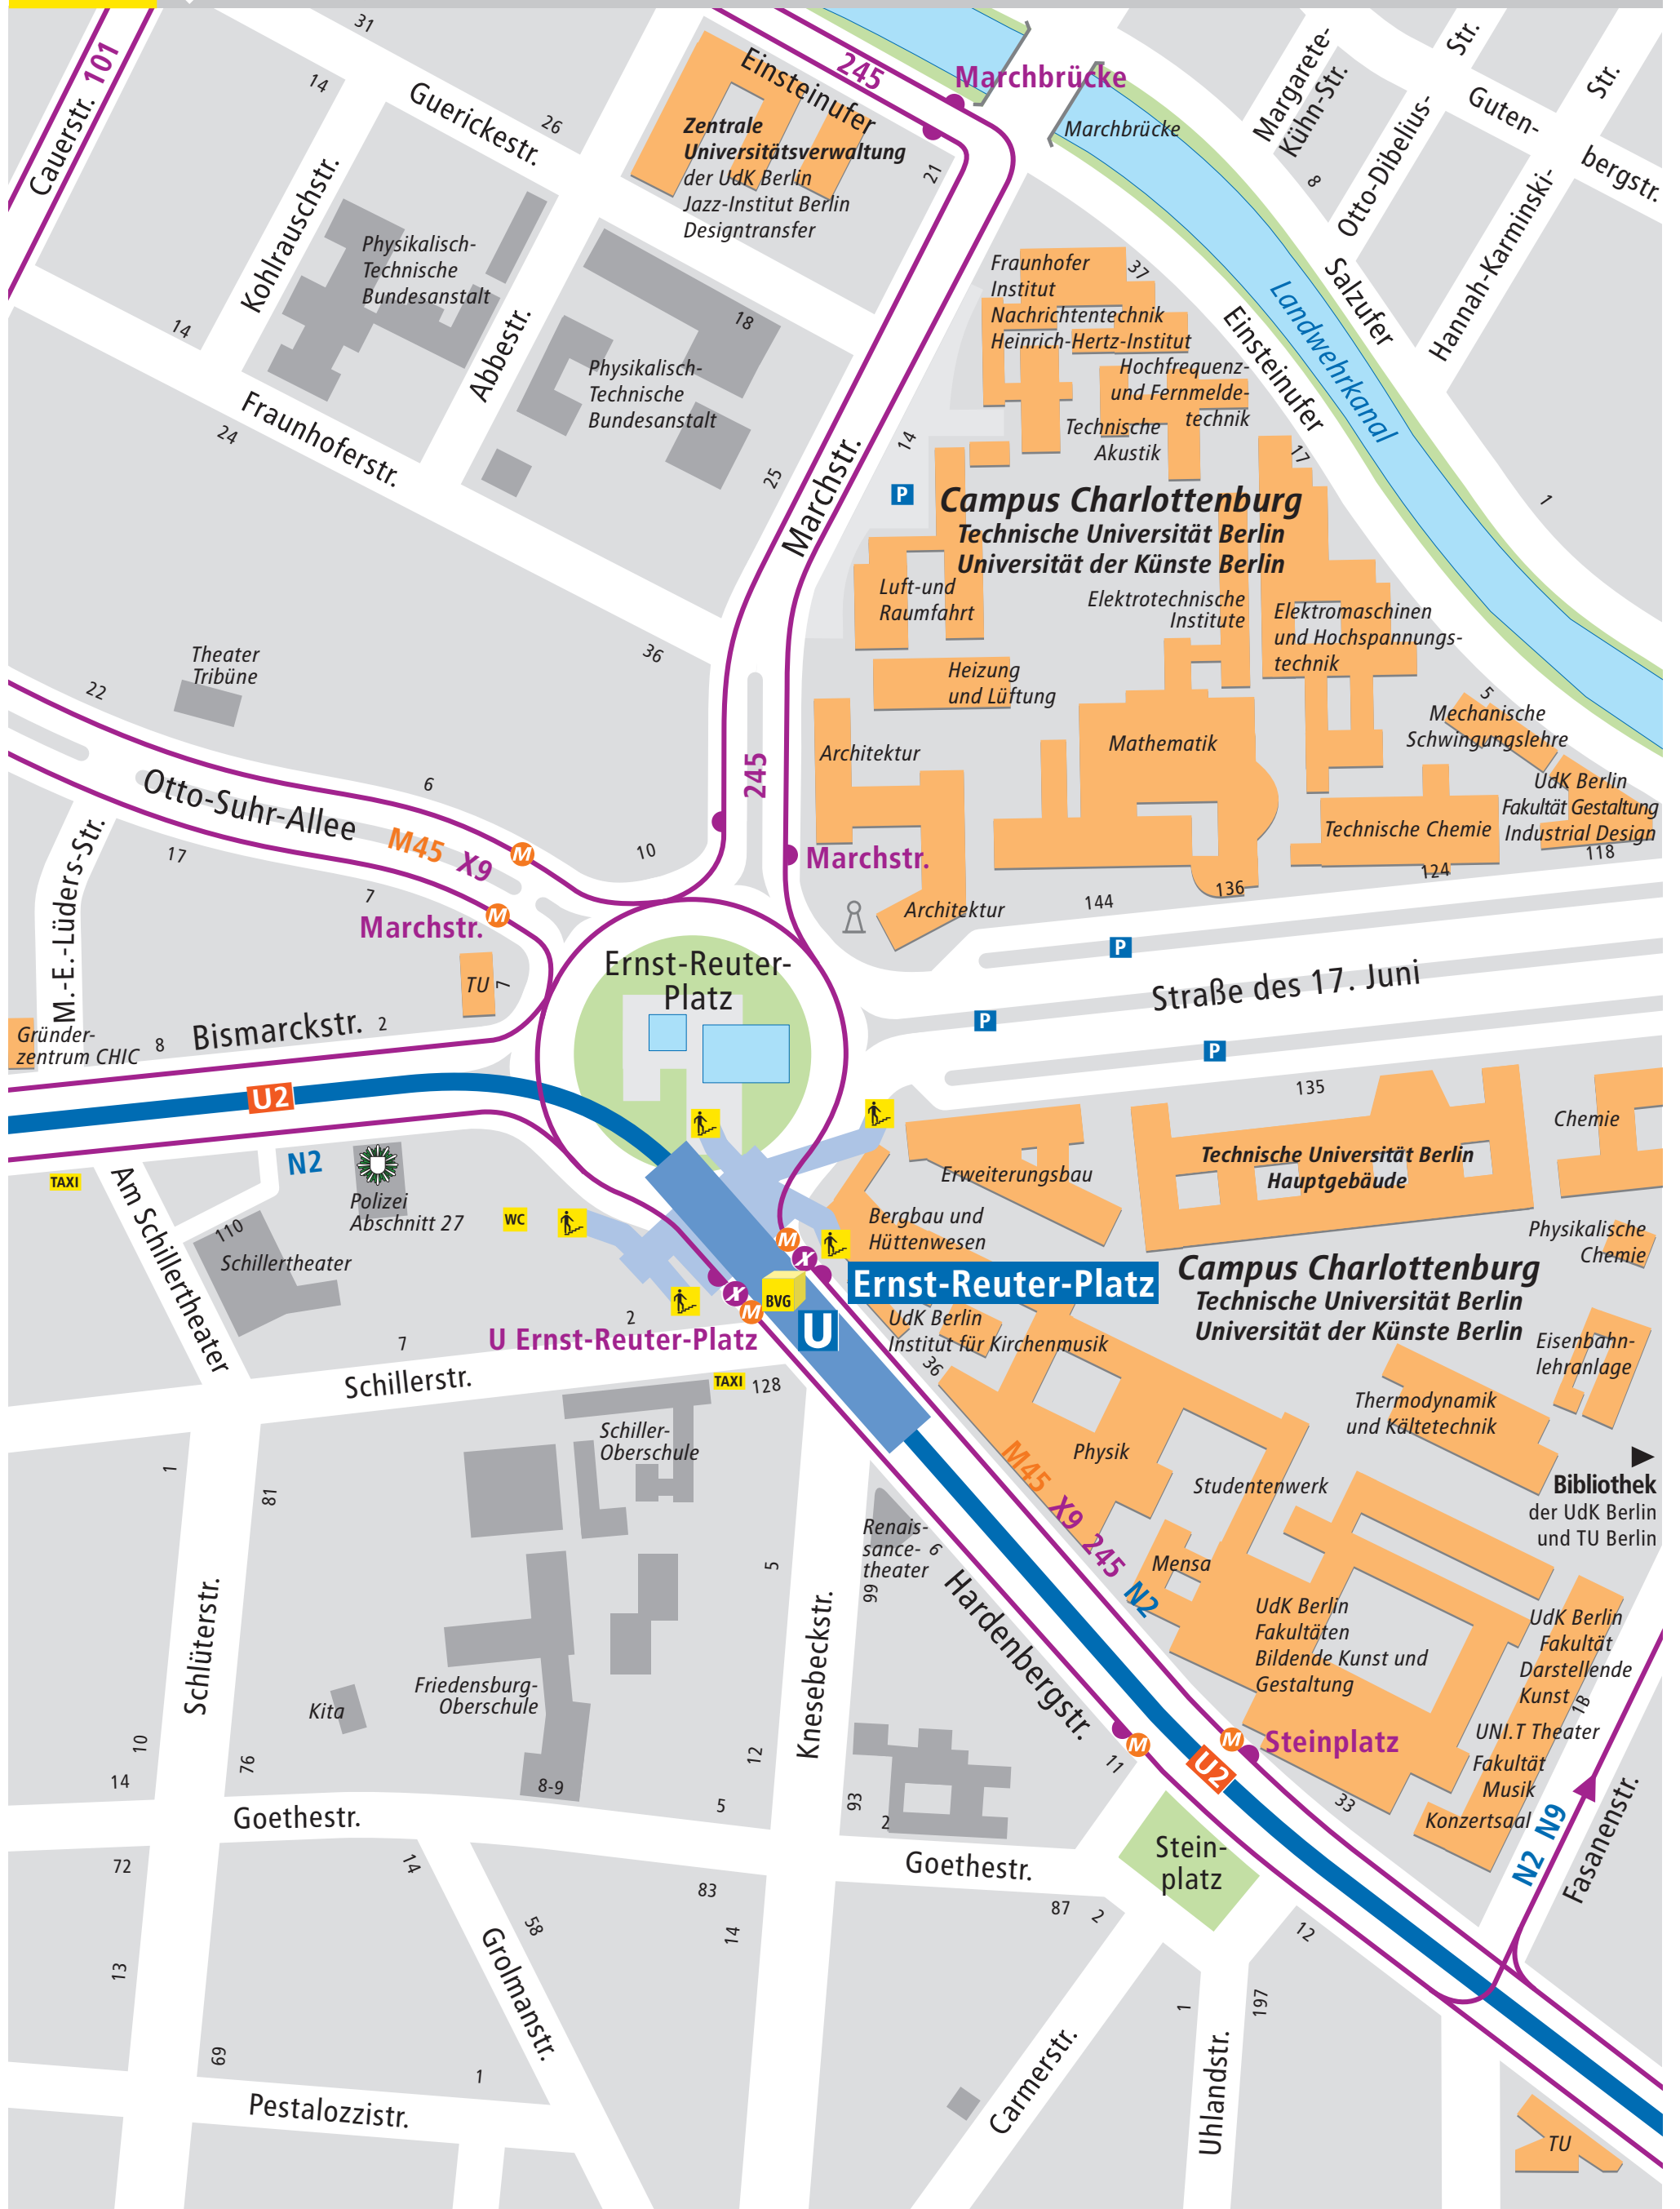 Cauerstr. 101
31
14
Guerickestr.
26
Kohlrauschstr.
Einsteinufer
245
Marchbrücke
Marchbrücke
Zentrale
Universitätsverwaltung
der UdK Berlin
Jazz-Institut Berlin
Designtransfer
21
Margarete-
Kühn-Str.
8
Otto-Dibelius-
Str.
Guten-
bergstr.
Hannah-Kaminski-
Str.
Salzufer
Landwehrkanal
Einsteinufer
1
Physikalisch-
Technische
Bundesanstalt
14
Abbestr.
18
Physikalisch-
Technische
Bundesanstalt
Fraunhoferstr.
24
25
Marchstr.
14
P
Fraunhofer
Institut
Nachrichtentechnik
Heinrich-Hertz-Institut
37
Hochfrequenz-
und Fernmelde-
technik
Technische
Akustik
17
Campus Charlottenburg
Technische Universität Berlin
Universität der Künste Berlin
Luft-und
Raumfahrt
Elektrotechnische
Institute
Elektromaschinen
und Hochspannungs-
technik
Heizung
und Lüftung
Theater
Tribüne
36
22
Architektur
Mathematik
5
Mechanische
Schwingungslehre
UdK Berlin
Fakultät Gestaltung
Industrial Design
Technische Chemie
118
124
136
144
Architektur
245
Marchstr.
Otto-Suhr-Allee
6
M45 X9
M
10
17
7
Marchstr.
M
M.-E.-Lüders-Str.
TU
7
Ernst-Reuter-
Platz
P
Straße des 17. Juni
P
P
135
Gründer-
zentrum CHIC
8
Bismarckstr.
2
U2
N2
TAXI
Polizei
Abschnitt 27
WC
Am Schillertheater
110
Schillertheater
Erweiterungsbau
Technische Universität Berlin
Hauptgebäude
Chemie
Bergbau und
Hüttenwesen
Physikalische
Chemie
M
X
Ernst-Reuter-Platz
BVG
X
M
U
U Ernst-Reuter-Platz
2
7
Schillerstr.
TAXI
128
UdK Berlin
Institut für Kirchenmusik
36
Campus Charlottenburg
Technische Universität Berlin
Universität der Künste Berlin
Eisenbahn-
lehranlage
Thermodynamik
und Kältetechnik
Bibliothek
der UdK Berlin
und TU Berlin
Schiller-
Oberschule
1
81
Physik
Studentenwerk
M45 X9 245 N2
Mensa
Renais-
sance-
theater
6
99
5
Hardenbergstr.
Knesebeckstr.
Schlüterstr.
UdK Berlin
Fakultäten
Bildende Kunst und
Gestaltung
UdK Berlin
Fakultät
Darstellende
Kunst
1B
UNI.T Theater
Fakultät
Musik
Konzertsaal
Kita
Friedensburg-
Oberschule
10
14
76
8-9
12
5
93
2
11
M
M
Steinplatz
U2
33
N2 N9
Fasanenstr.
Goethestr.
Goethestr.
Stein-
platz
72
14
83
87
2
12
58
14
13
Grolmanstr.
69
1
Pestalozzistr.
Carmerstr.
1
197
Uhlandstr.
TU